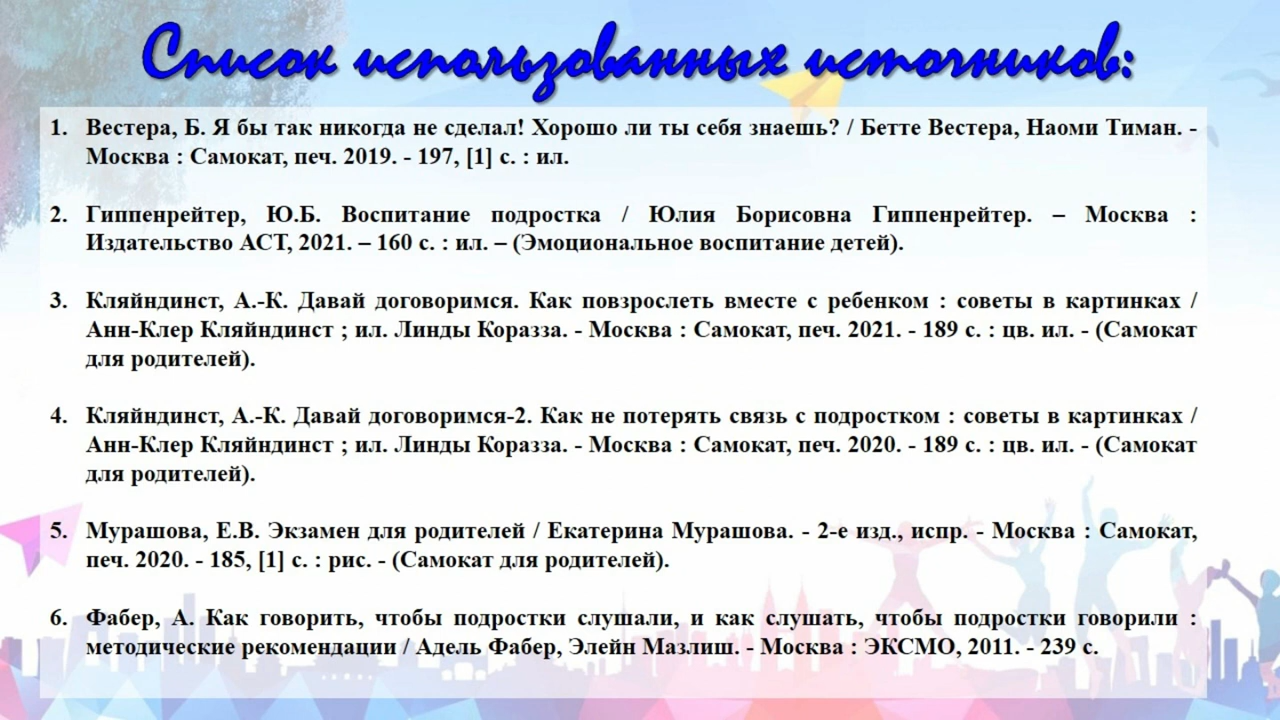 Список использованных источников:
1. Вестера, Б. Я бы так никогда не сделал! Хорошо ли ты себя знаешь? / Бетте Вестера, Наоми Тиман. -
Москва : Самокат, печ. 2019. - 197, [1] с. : ил.
2. Гиппенрейтер, Ю.Б. Воспитание подростка / Юлия Борисовна Гиппенрейтер. – Москва :
Издательство АСТ, 2021. – 160 с. : ил. – (Эмоциональное воспитание детей).
3. Кляйндинст, А.-К. Давай договоримся. Как повзрослеть вместе с ребенком : советы в картинках /
Анн-Клер Кляйндинст ; ил. Линды Коразза. - Москва : Самокат, печ. 2021. - 189 с. : цв. ил. - (Самокат
для родителей).
4. Кляйндинст, А.-К. Давай договоримся-2. Как не потерять связь с подростком : советы в картинках /
Анн-Клер Кляйндинст ; ил. Линды Коразза. - Москва : Самокат, печ. 2020. - 189 с. : цв. ил. - (Самокат
для родителей).
5. Мурашова, Е.В. Экзамен для родителей / Екатерина Мурашова. - 2-е изд., испр. - Москва : Самокат,
печ. 2020. - 185, [1] с. : рис. - (Самокат для родителей).
6. Фабер, А. Как говорить, чтобы подростки слушали, и как слушать, чтобы подростки говорили :
методические рекомендации / Адель Фабер, Элейн Мазлиш. - Москва : ЭКСМО, 2011. - 239 с.